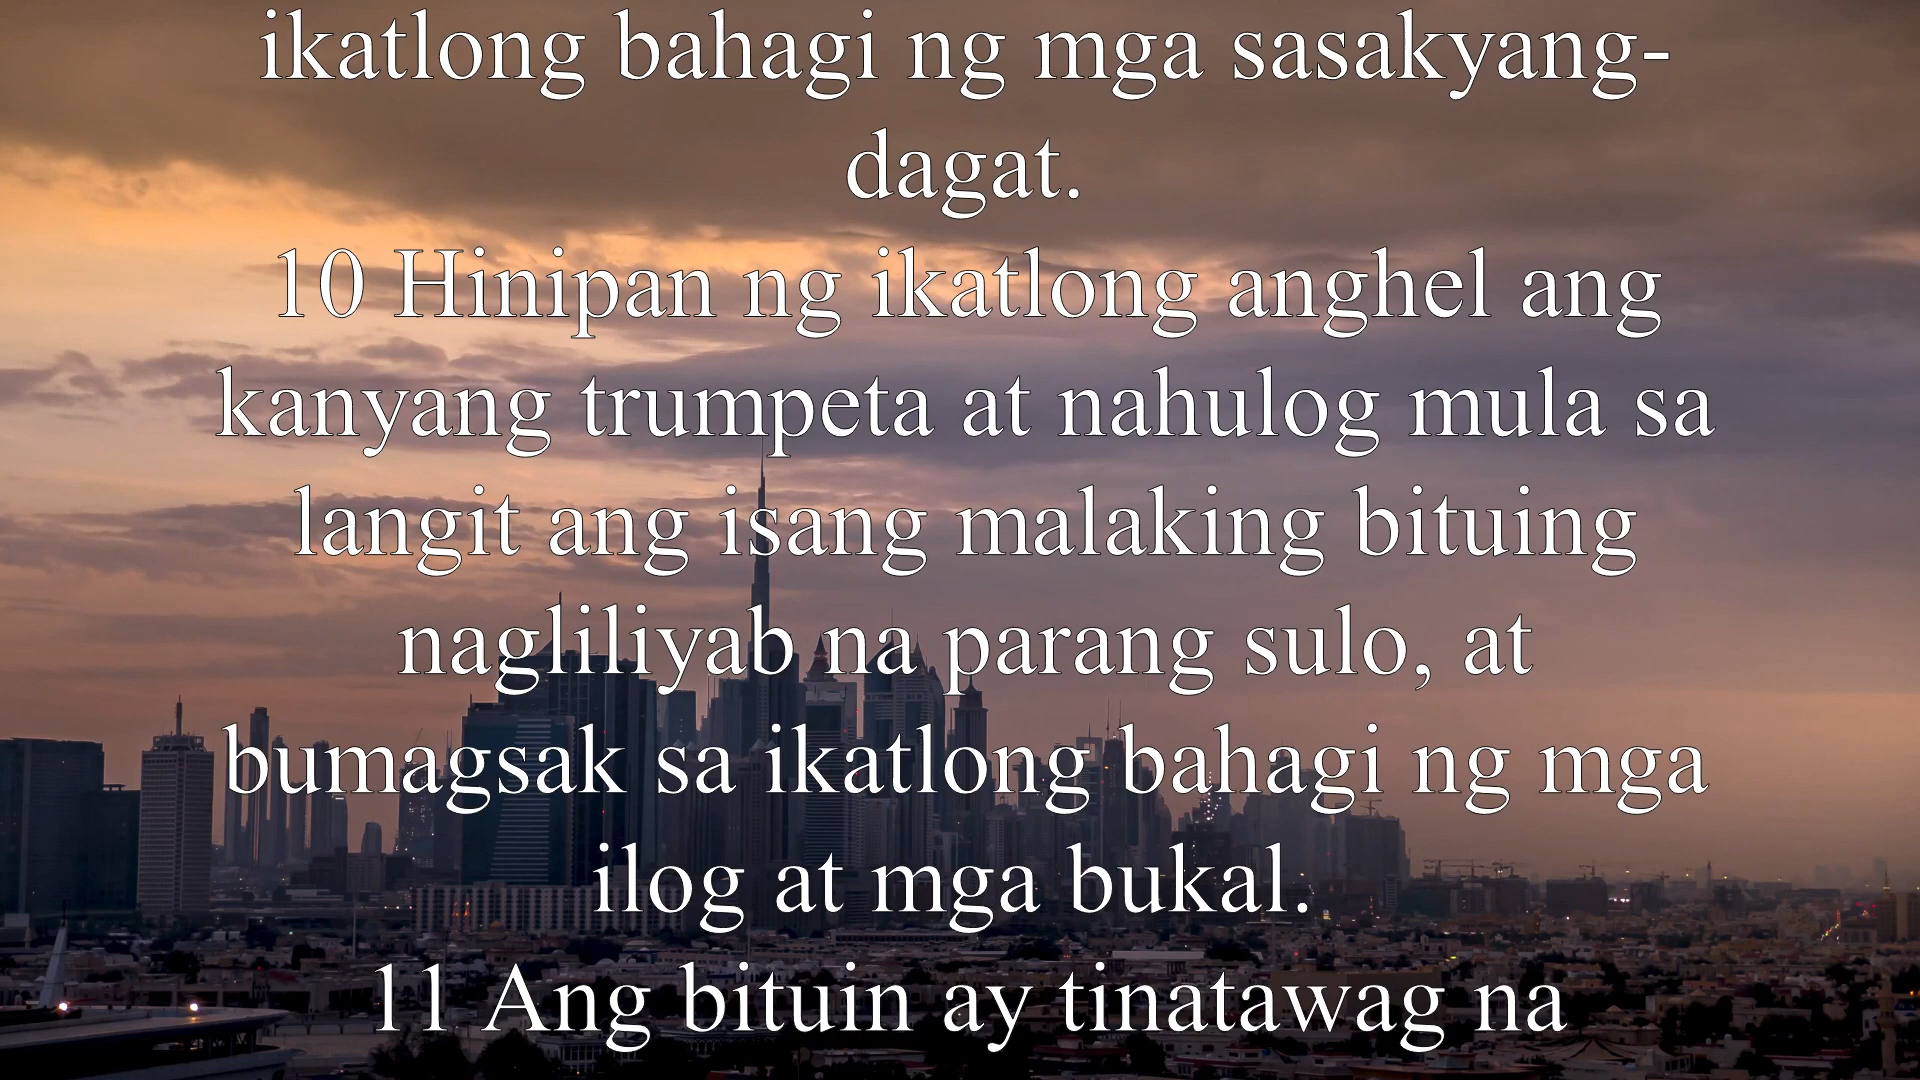 ikatlong bahagi ng mga sasakyang-
dagat.
10 Hinipan ng ikatlong anghel ang
kanyang trumpeta at nahulog mula sa
langit ang isang malaking bituing
nagliliyab na parang sulo, at
bumagsak sa ikatlong bahagi ng mga
ilog at mga bukal.
11 Ang bituin ay tinatawag na